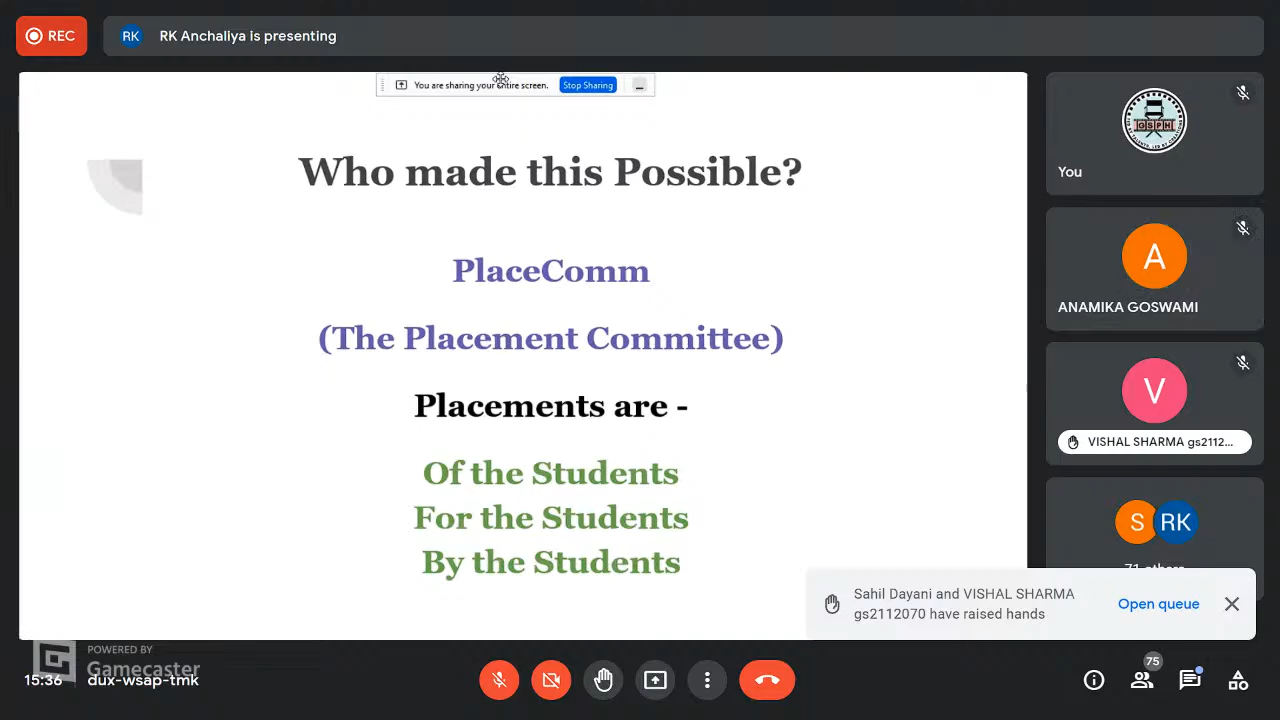 REC
RK
RK Anchaliya is presenting
You are sharing your entire screen.
Stop Sharing
Who made this Possible?
PlaceComm
(The Placement Committee)
Placements are -
Of the Students
For the Students
By the Students
GSPH
You
A
ANAMIKA GOSWAMI
V
VISHAL SHARMA gs2112...
S RK
71 others
Sahil Dayani and VISHAL SHARMA
gs2112070 have raised hands
Open queue
POWERED BY
Gamecaster
15:36
dux-wsap-tmk
75